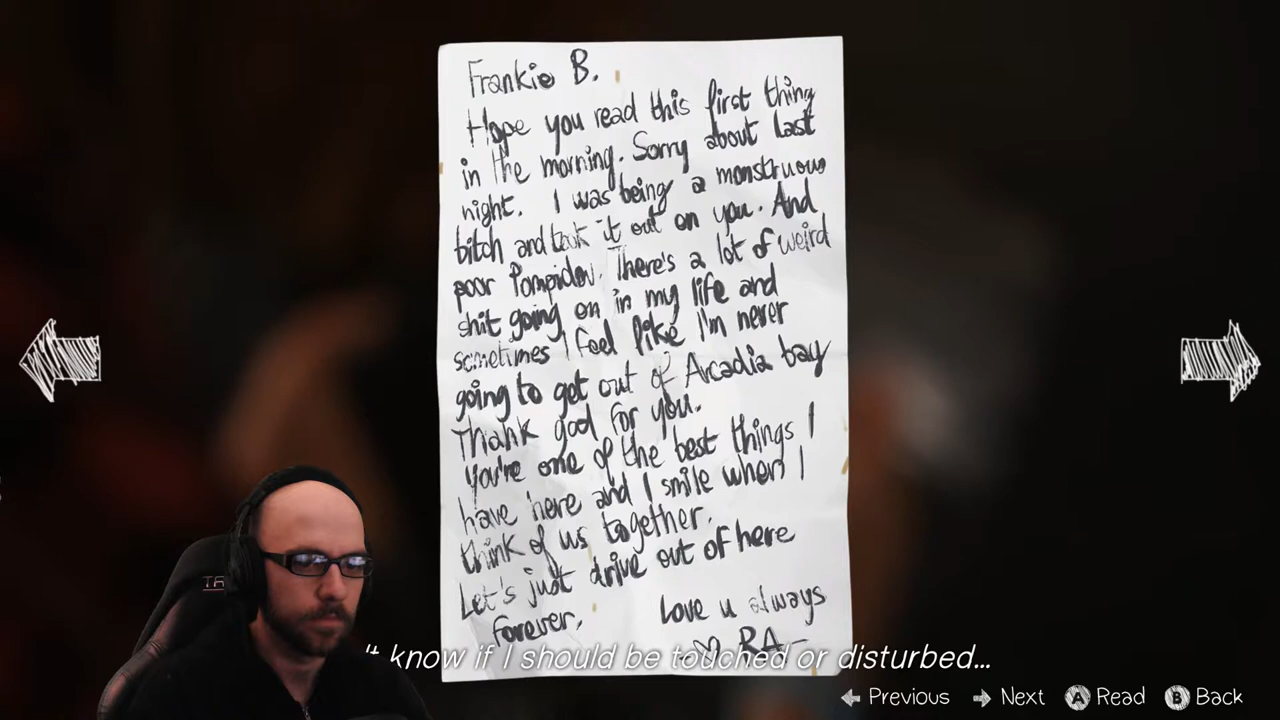 Frankie B.
Hope you read this first thing
in the morning. Sorry about last
night. I was being a monstruous
bitch and took it out on you. And
poor Pompidou. There's a lot of weird
shit going on in my life and
sometimes I feel like I'm never
going to get out of Arcadia bay
Thank god for you.
You're one of the best things I
have here and I smile when I
think of us together.
Let's just drive out of here
forever.
Love u always
-♡ RA-
't know if I should be touched or disturbed...
Previous Next A Read B Back